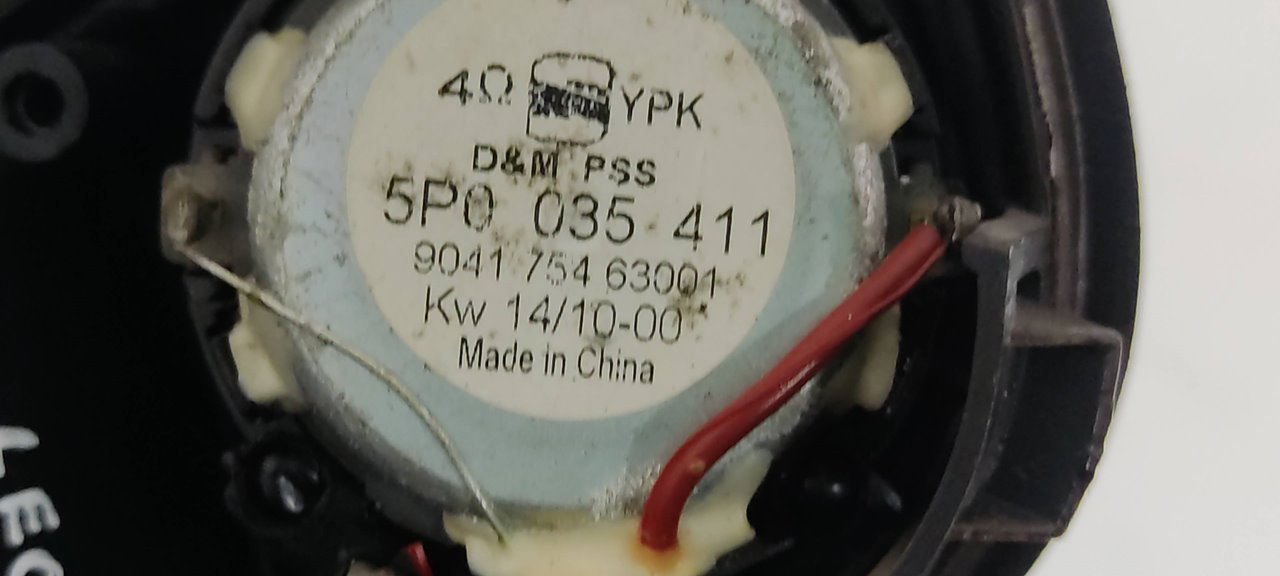 4Ω YPK
D&M PSS
5P0 035 411
9041 754 63001
Kw 14/10-00
Made in China